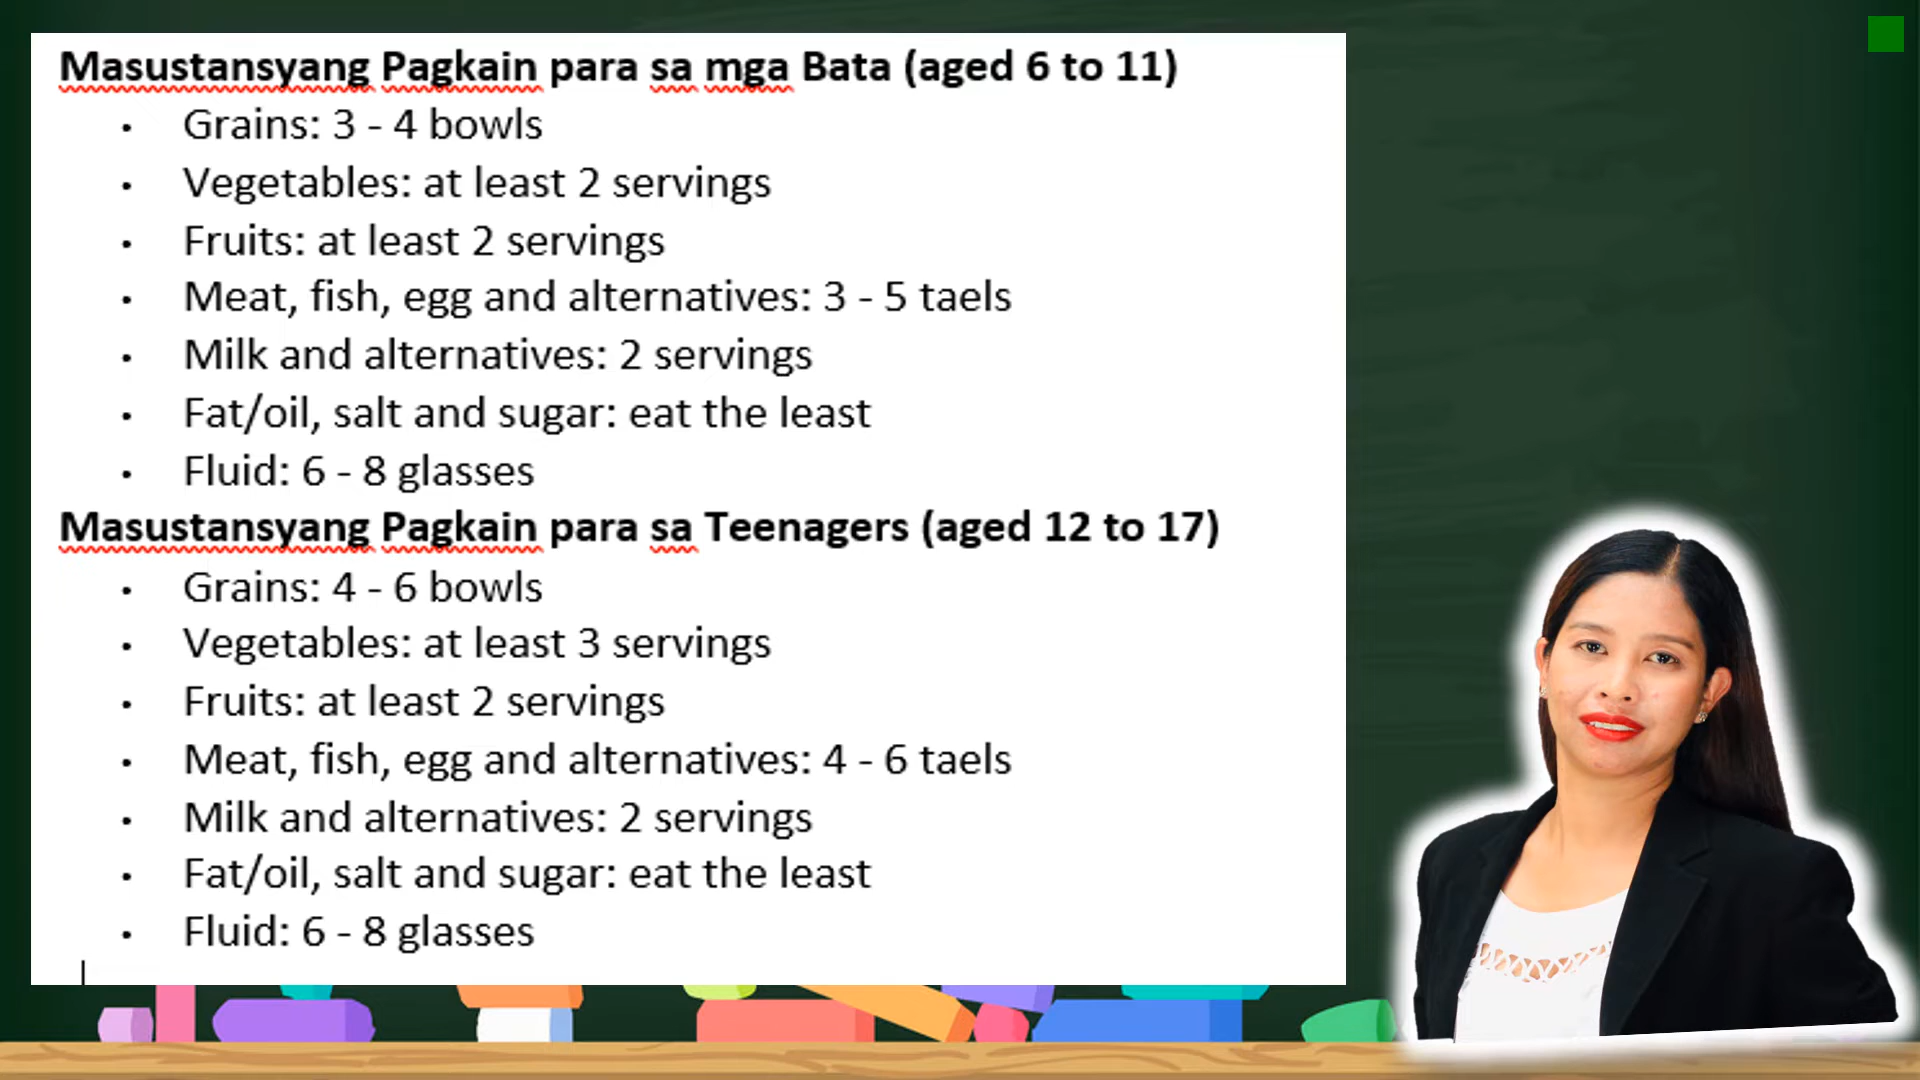 Masustansyang Pagkain para sa mga Bata (aged 6 to 11)
• Grains: 3 - 4 bowls
• Vegetables: at least 2 servings
• Fruits: at least 2 servings
• Meat, fish, egg and alternatives: 3 - 5 taels
• Milk and alternatives: 2 servings
• Fat/oil, salt and sugar: eat the least
• Fluid: 6 - 8 glasses
Masustansyang Pagkain para sa Teenagers (aged 12 to 17)
• Grains: 4 - 6 bowls
• Vegetables: at least 3 servings
• Fruits: at least 2 servings
• Meat, fish, egg and alternatives: 4 - 6 taels
• Milk and alternatives: 2 servings
• Fat/oil, salt and sugar: eat the least
• Fluid: 6 - 8 glasses